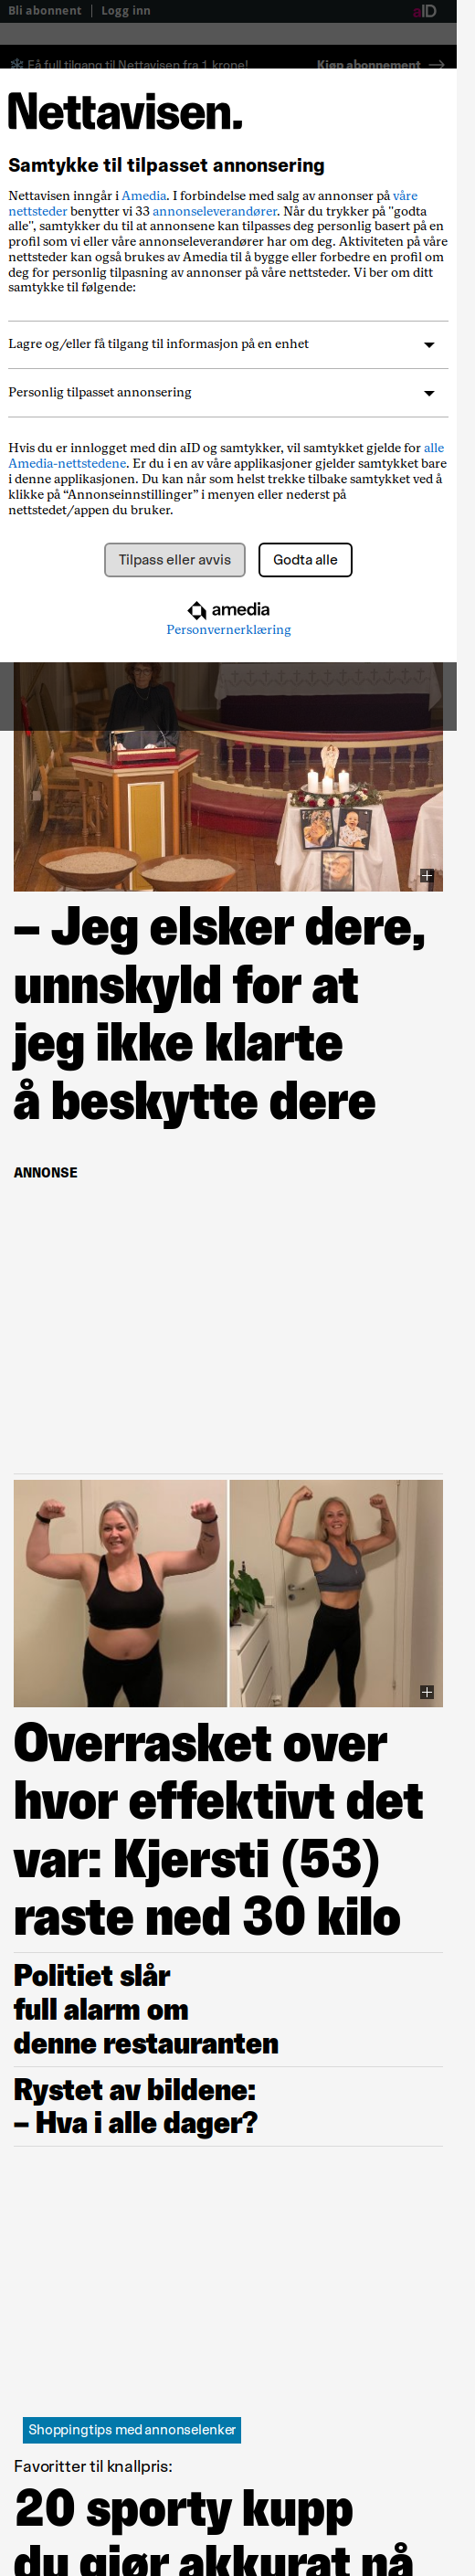 Bli abonnent | Logg inn
aID
Få full tilgang til Nettavisen fra 1 krone!
Kjøp abonnement
Nettavisen.
Samtykke til tilpasset annonsering
Nettavisen inngår i Amedia. I forbindelse med salg av annonser på våre
nettsteder benytter vi 33 annonseleverandører. Når du trykker på "godta
alle", samtykker du til at annonsene kan tilpasses deg personlig basert på en
profil som vi eller våre annonseleverandører har om deg. Aktiviteten på våre
nettsteder kan også brukes av Amedia til å bygge eller forbedre en profil om
deg for personlig tilpasning av annonser på våre nettsteder. Vi ber om ditt
samtykke til følgende:
Lagre og/eller få tilgang til informasjon på en enhet
Personlig tilpasset annonsering
Hvis du er innlogget med din aID og samtykker, vil samtykket gjelde for alle
Amedia-nettstedene. Er du i en av våre applikasjoner gjelder samtykket bare
i denne applikasjonen. Du kan når som helst trekke tilbake samtykket ved å
klikke på “Annonseinnstillinger” i menyen eller nederst på
nettstedet/appen du bruker.
Tilpass eller avvis
Godta alle
amedia
Personvernerklæring
– Jeg elsker dere,
unnskyld for at
jeg ikke klarte
å beskytte dere
ANNONSE
Overrasket over
hvor effektivt det
var: Kjersti (53)
raste ned 30 kilo
Politiet slår
full alarm om
denne restauranten
Rystet av bildene:
– Hva i alle dager?
Shoppingtips med annonselenker
Favoritter til knallpris:
20 sporty kupp
du gjør akkurat nå